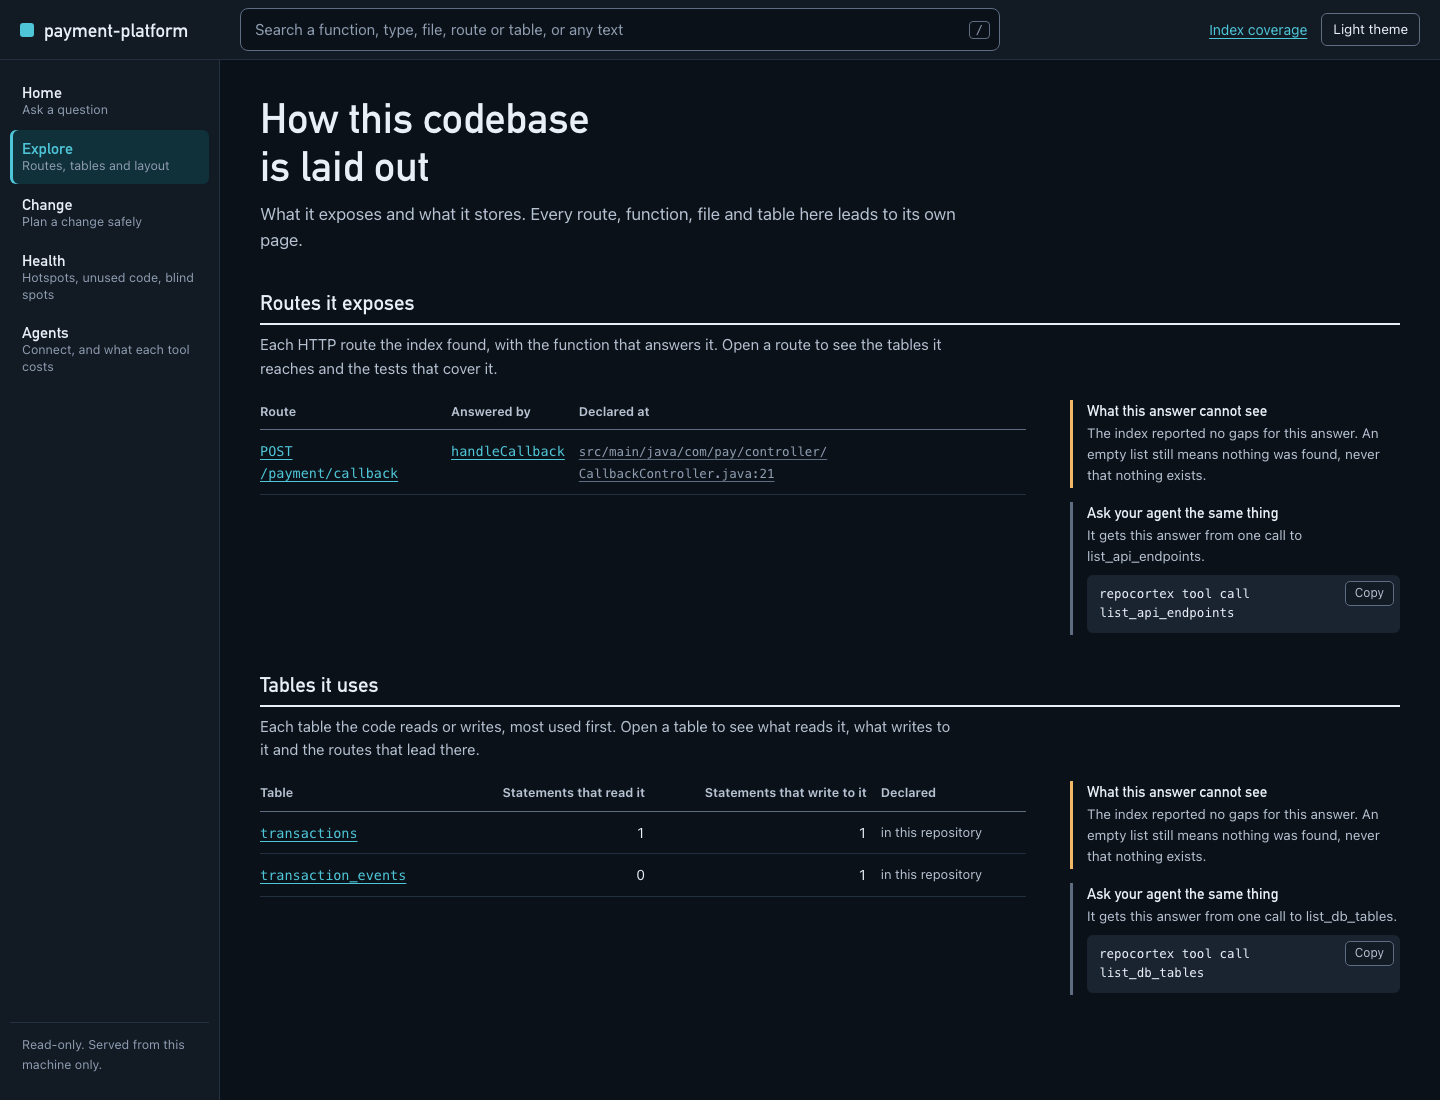 payment-platform
Search a function, type, file, route or table, or any text
/
Index coverage
Light theme
Home
Ask a question
Explore
Routes, tables and layout
Change
Plan a change safely
Health
Hotspots, unused code, blind
spots
Agents
Connect, and what each tool
costs
Read-only. Served from this
machine only.
How this codebase
is laid out
What it exposes and what it stores. Every route, function, file and table here leads to its own
page.
Routes it exposes
Each HTTP route the index found, with the function that answers it. Open a route to see the tables it
reaches and the tests that cover it.
Route Answered by Declared at
POST handleCallback src/main/java/com/pay/controller/
/payment/callback CallbackController.java:21
What this answer cannot see
The index reported no gaps for this answer. An
empty list still means nothing was found, never
that nothing exists.
Ask your agent the same thing
It gets this answer from one call to
list_api_endpoints.
repocortex tool call
list_api_endpoints
Copy
Tables it uses
Each table the code reads or writes, most used first. Open a table to see what reads it, what writes to
it and the routes that lead there.
Table Statements that read it Statements that write to it Declared
transactions 1 1 in this repository
transaction_events 0 1 in this repository
What this answer cannot see
The index reported no gaps for this answer. An
empty list still means nothing was found, never
that nothing exists.
Ask your agent the same thing
It gets this answer from one call to list_db_tables.
repocortex tool call
list_db_tables
Copy